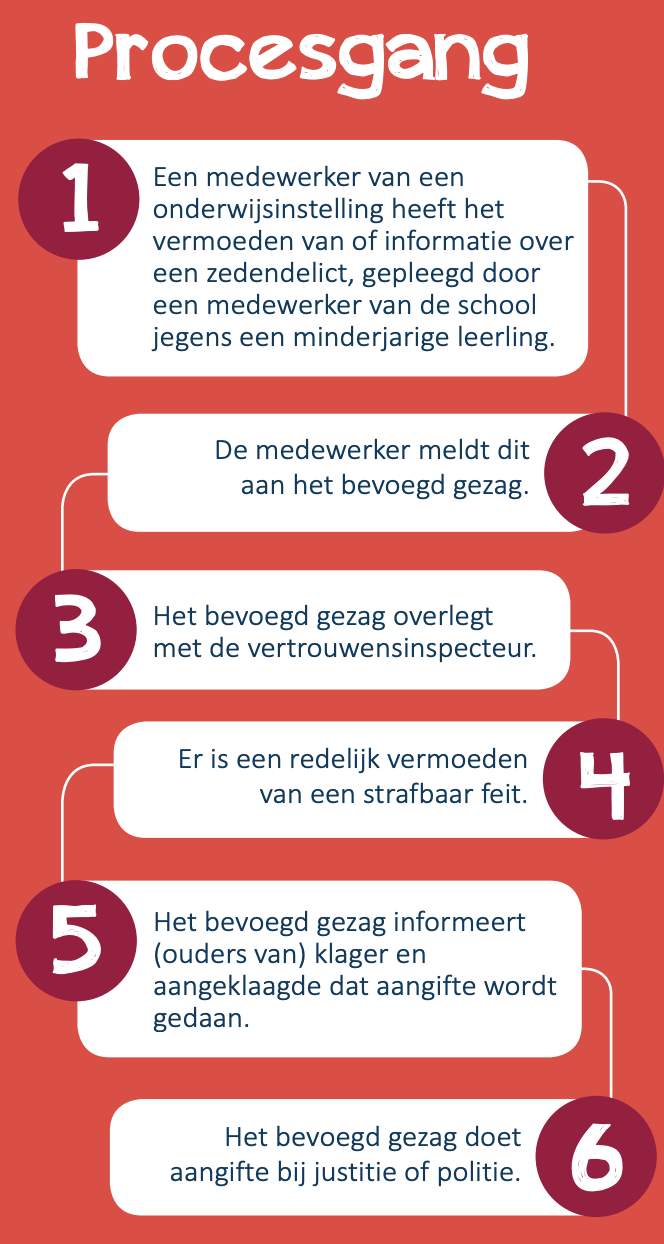 Procesgang
1
Een medewerker van een
onderwijsinstelling heeft het
vermoeden van of informatie over
een zedendelict, gepleegd door
een medewerker van de school
jegens een minderjarige leerling.
2
De medewerker meldt dit
aan het bevoegd gezag.
3
Het bevoegd gezag overlegt
met de vertrouwensinspecteur.
4
Er is een redelijk vermoeden
van een strafbaar feit.
5
Het bevoegd gezag informeert
(ouders van) klager en
aangeklaagde dat aangifte wordt
gedaan.
6
Het bevoegd gezag doet
aangifte bij justitie of politie.